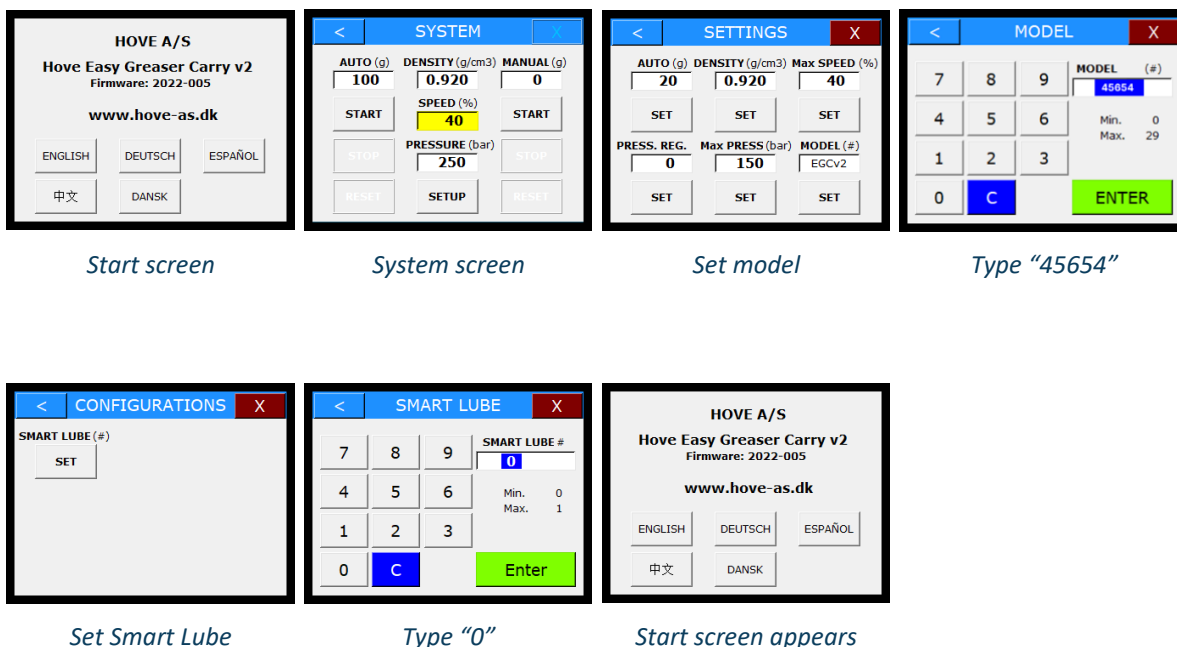 HOVE A/S
Hove Easy Greaser Carry v2
Firmware: 2022-005
www.hove-as.dk
ENGLISH DEUTSCH ESPAÑOL
中文 DANSK
Start screen
< SYSTEM X
AUTO (g) DENSITY (g/cm3) MANUAL (g)
100 0.920 0
START SPEED (%) START
40
STOP PRESSURE (bar) STOP
250
RESET SETUP RESET
System screen
< SETTINGS X
AUTO (g) DENSITY (g/cm3) Max SPEED (%)
20 0.920 40
SET SET SET
PRESS. REG. Max PRESS (bar) MODEL (#)
0 150 EGCv2
SET SET SET
Set model
< MODEL X
7 8 9 MODEL (#)
45654
4 5 6 Min. 0
Max. 29
1 2 3
0 C ENTER
Type “45654”
< CONFIGURATIONS X
SMART LUBE (#)
SET
Set Smart Lube
< SMART LUBE X
7 8 9 SMART LUBE #
0
4 5 6 Min. 0
Max. 1
1 2 3
0 C Enter
Type “0”
HOVE A/S
Hove Easy Greaser Carry v2
Firmware: 2022-005
www.hove-as.dk
ENGLISH DEUTSCH ESPAÑOL
中文 DANSK
Start screen appears